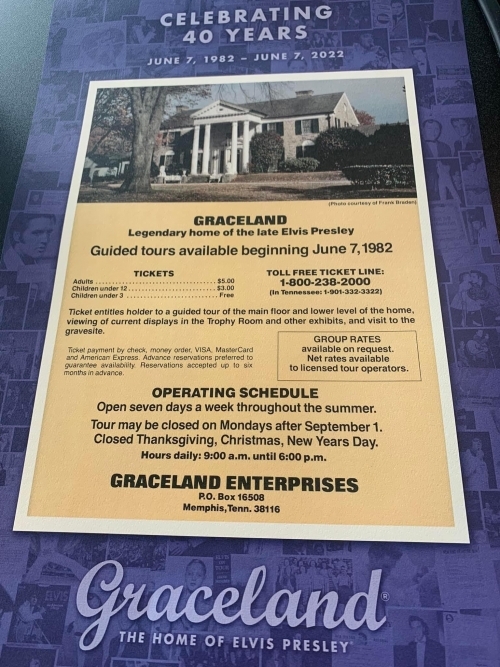 CELEBRATING
40 YEARS
JUNE 7, 1982 – JUNE 7, 2022
(Photo courtesy of Frank Braden)
GRACELAND
Legendary home of the late Elvis Presley
Guided tours available beginning June 7, 1982
TICKETS
Adults ........................ $5.00
Children under 12 ........................ $3.00
Children under 3 ........................ Free
TOLL FREE TICKET LINE:
1-800-238-2000
(In Tennessee: 1-901-332-3322)
Ticket entitles holder to a guided tour of the main floor and lower level of the home,
viewing of current displays in the Trophy Room and other exhibits, and visit to the
gravesite.
Ticket payment by check, money order, VISA, MasterCard
and American Express. Advance reservations preferred to
guarantee availability. Reservations accepted up to six
months in advance.
GROUP RATES
available on request.
Net rates available
to licensed tour operators.
OPERATING SCHEDULE
Open seven days a week throughout the summer.
Tour may be closed on Mondays after September 1.
Closed Thanksgiving, Christmas, New Years Day.
Hours daily: 9:00 a.m. until 6:00 p.m.
GRACELAND ENTERPRISES
P.O. Box 16508
Memphis, Tenn. 38116
ELVIS
Graceland®
THE HOME OF ELVIS PRESLEY